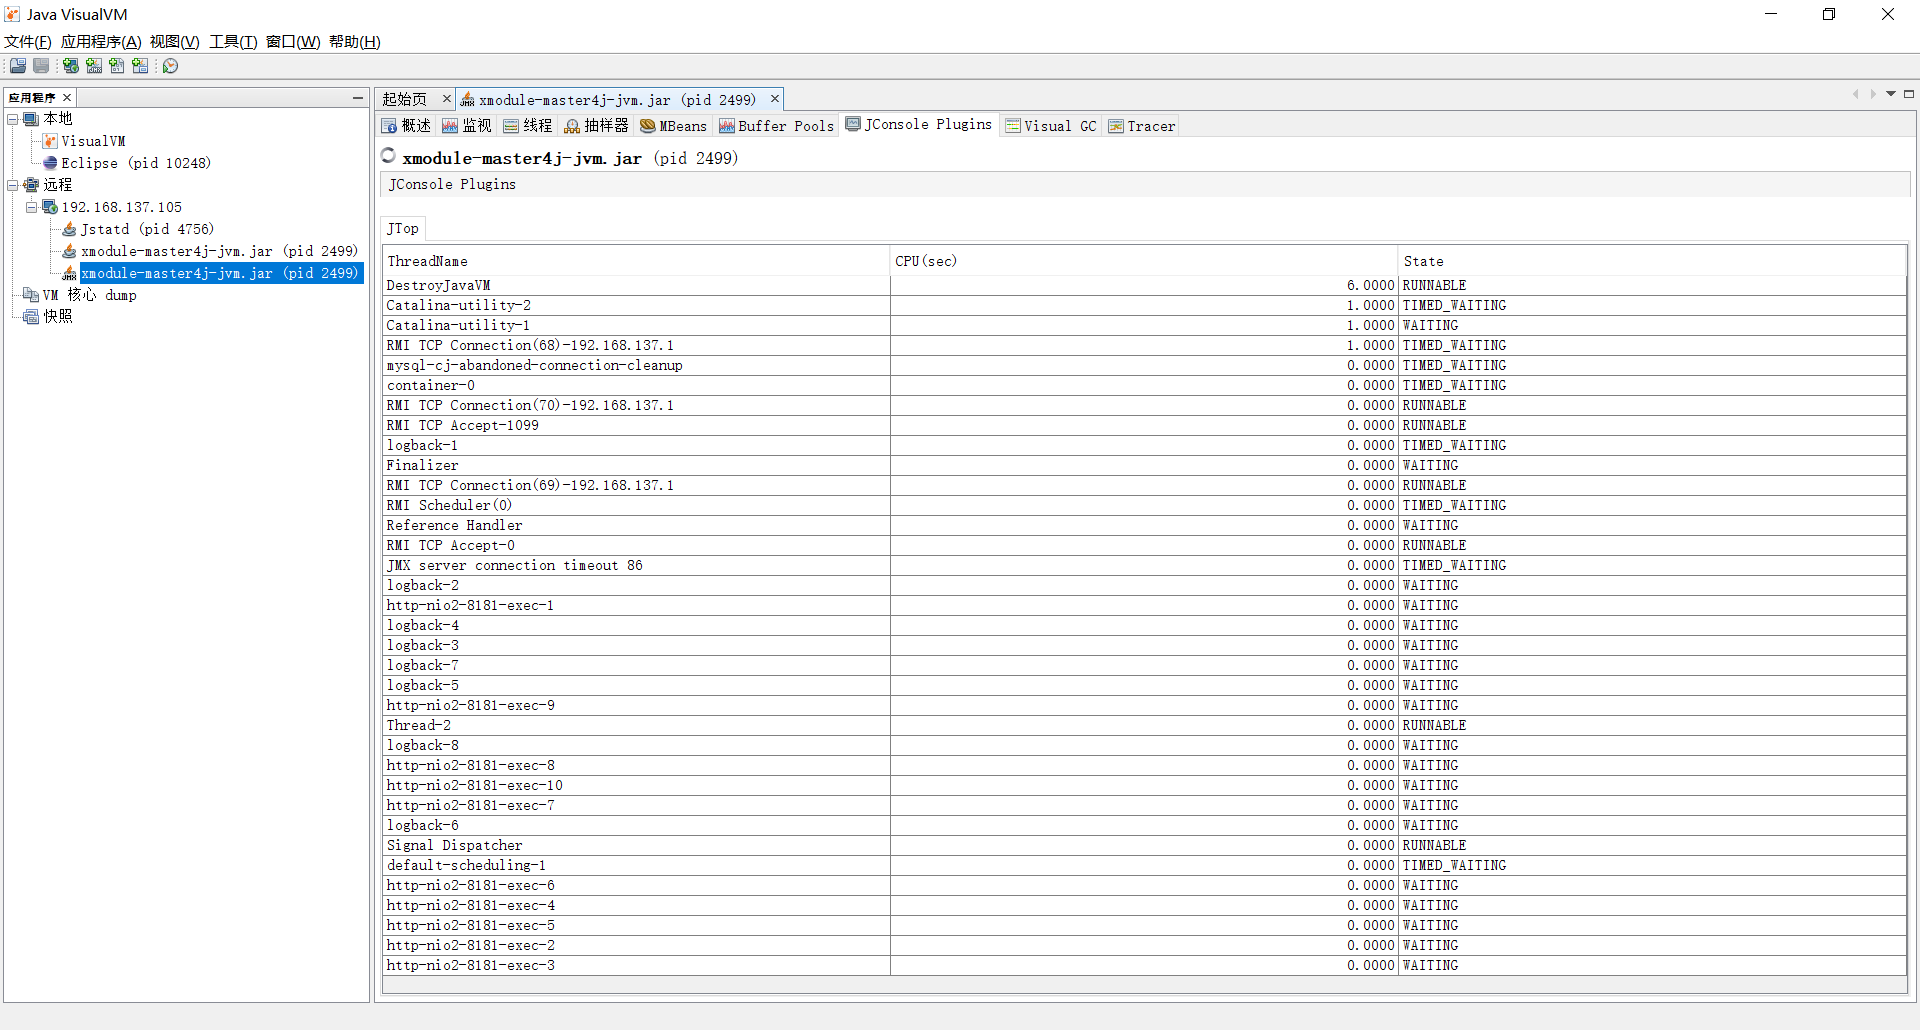 Java VisualVM
文件(F) 应用程序(A) 视图(V) 工具(T) 窗口(W) 帮助(H)
应用程序
本地
VisualVM
Eclipse (pid 10248)
远程
192.168.137.105
Jstatd (pid 4756)
xmodule-master4j-jvm.jar (pid 2499)
xmodule-master4j-jvm.jar (pid 2499)
VM 核心 dump
快照
起始页 xmodule-master4j-jvm.jar (pid 2499)
概述 监视 线程 抽样器 MBeans Buffer Pools JConsole Plugins Visual GC Tracer
xmodule-master4j-jvm.jar (pid 2499)
JConsole Plugins
JTop
ThreadName CPU(sec) State
DestroyJavaVM 6.0000 RUNNABLE
Catalina-utility-2 1.0000 TIMED_WAITING
Catalina-utility-1 1.0000 WAITING
RMI TCP Connection(68)-192.168.137.1 1.0000 TIMED_WAITING
mysql-cj-abandoned-connection-cleanup 0.0000 TIMED_WAITING
container-0 0.0000 TIMED_WAITING
RMI TCP Connection(70)-192.168.137.1 0.0000 RUNNABLE
RMI TCP Accept-1099 0.0000 RUNNABLE
logback-1 0.0000 TIMED_WAITING
Finalizer 0.0000 WAITING
RMI TCP Connection(69)-192.168.137.1 0.0000 RUNNABLE
RMI Scheduler(0) 0.0000 TIMED_WAITING
Reference Handler 0.0000 WAITING
RMI TCP Accept-0 0.0000 RUNNABLE
JMX server connection timeout 86 0.0000 TIMED_WAITING
logback-2 0.0000 WAITING
http-nio2-8181-exec-1 0.0000 WAITING
logback-4 0.0000 WAITING
logback-3 0.0000 WAITING
logback-7 0.0000 WAITING
logback-5 0.0000 WAITING
http-nio2-8181-exec-9 0.0000 WAITING
Thread-2 0.0000 RUNNABLE
logback-8 0.0000 WAITING
http-nio2-8181-exec-8 0.0000 WAITING
http-nio2-8181-exec-10 0.0000 WAITING
http-nio2-8181-exec-7 0.0000 WAITING
logback-6 0.0000 WAITING
Signal Dispatcher 0.0000 RUNNABLE
default-scheduling-1 0.0000 TIMED_WAITING
http-nio2-8181-exec-6 0.0000 WAITING
http-nio2-8181-exec-4 0.0000 WAITING
http-nio2-8181-exec-5 0.0000 WAITING
http-nio2-8181-exec-2 0.0000 WAITING
http-nio2-8181-exec-3 0.0000 WAITING